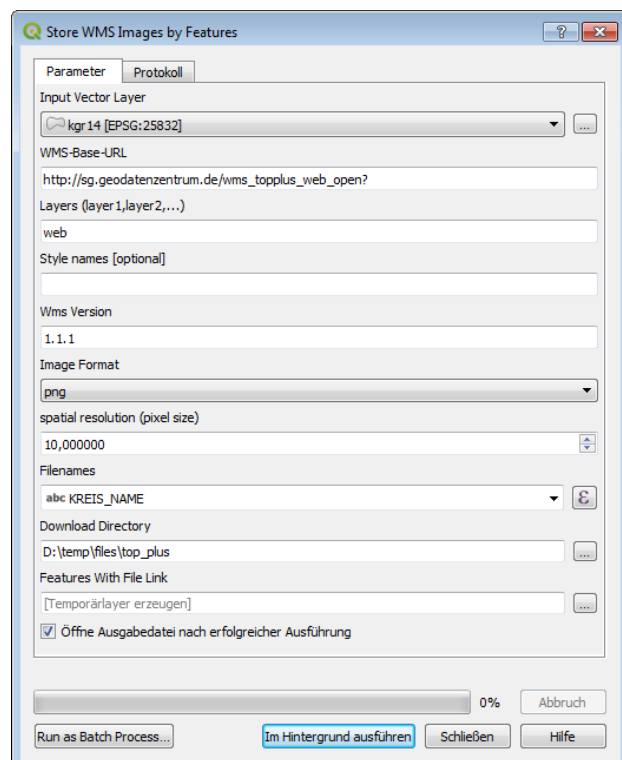 Store WMS Images by Features
Parameter Protokoll
Input Vector Layer
kgr14 [EPSG:25832]
...
WMS-Base-URL
http://sg.geodatenzentrum.de/wms_topplus_web_open?
Layers (layer1,layer2,...)
web
Style names [optional]
Wms Version
1.1.1
Image Format
png
spatial resolution (pixel size)
10,000000
Filenames
abc KREIS_NAME
ε
Download Directory
D:\temp\files\top_plus
...
Features With File Link
[Temporärlayer erzeugen]
...
Öffne Ausgabedatei nach erfolgreicher Ausführung
0% Abbruch
Run as Batch Process... Im Hintergrund ausführen Schließen Hilfe